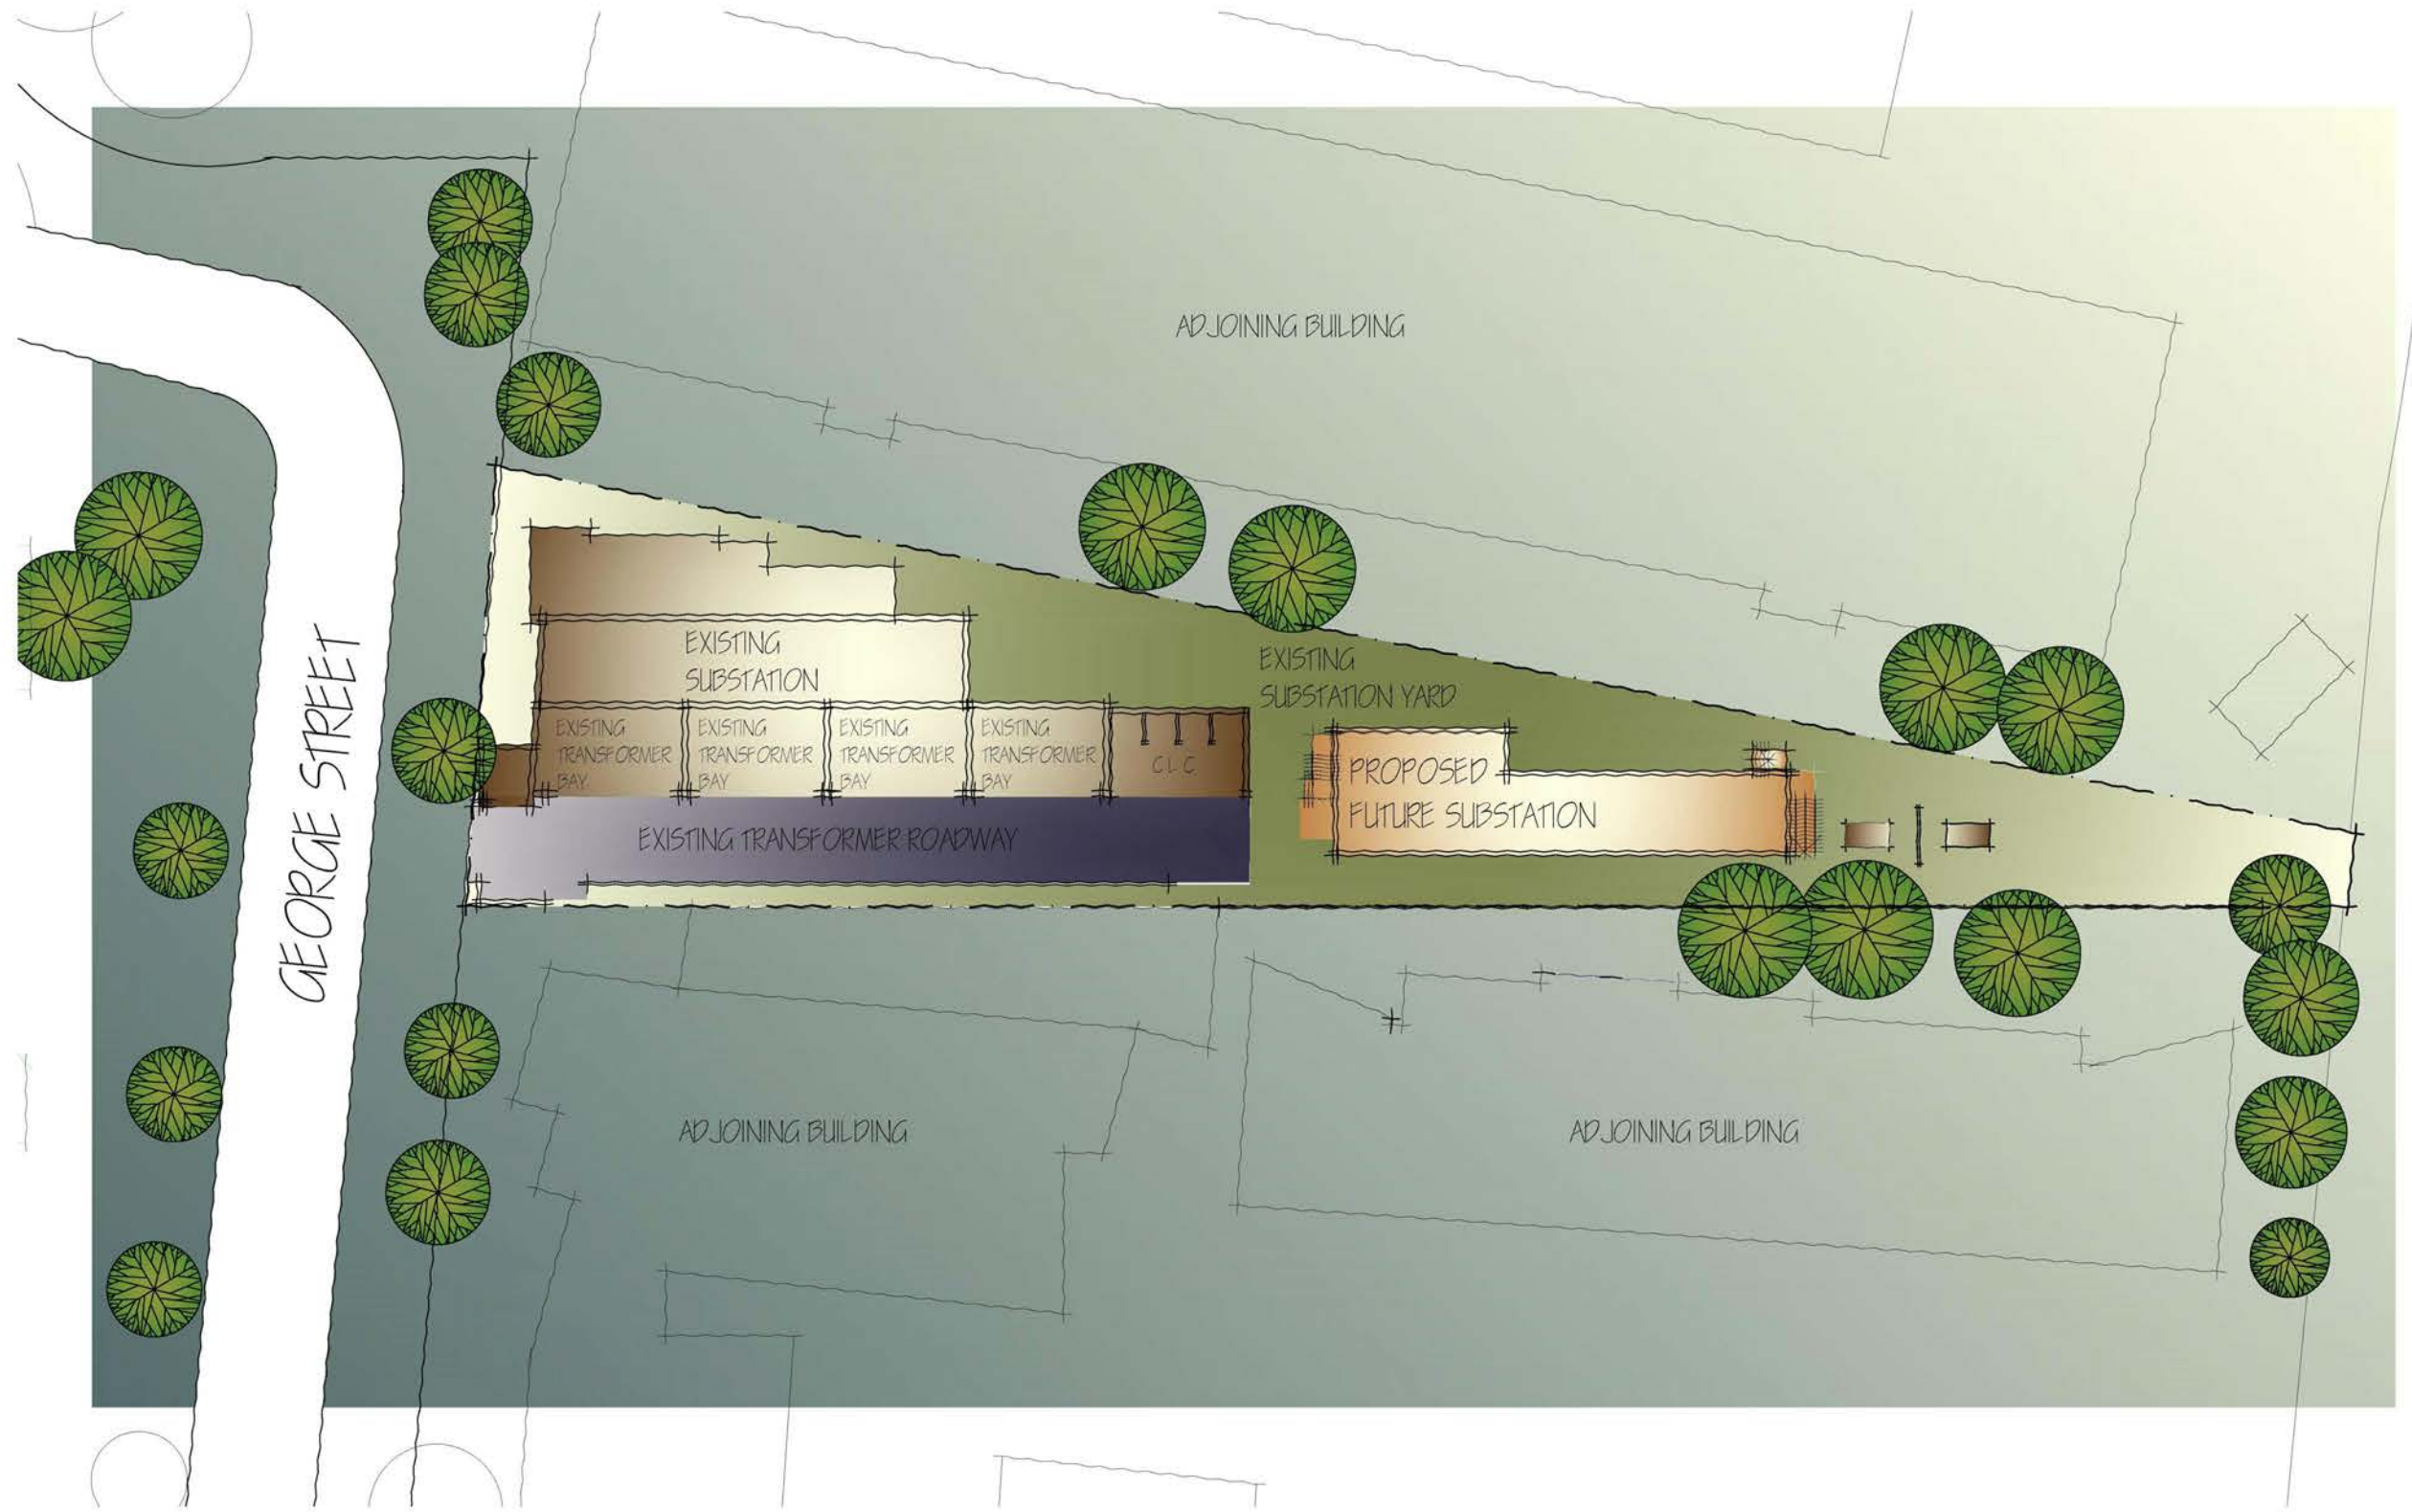 ADJOINING BUILDING
EXISTING
SUBSTATION
EXISTING
SUBSTATION YARD
EXISTING
TRANSFORMER
BAY
EXISTING
TRANSFORMER
BAY
EXISTING
TRANSFORMER
BAY
EXISTING
TRANSFORMER
BAY
CLC
PROPOSED
FUTURE SUBSTATION
EXISTING TRANSFORMER ROADWAY
GEORGE STREET
ADJOINING BUILDING
ADJOINING BUILDING